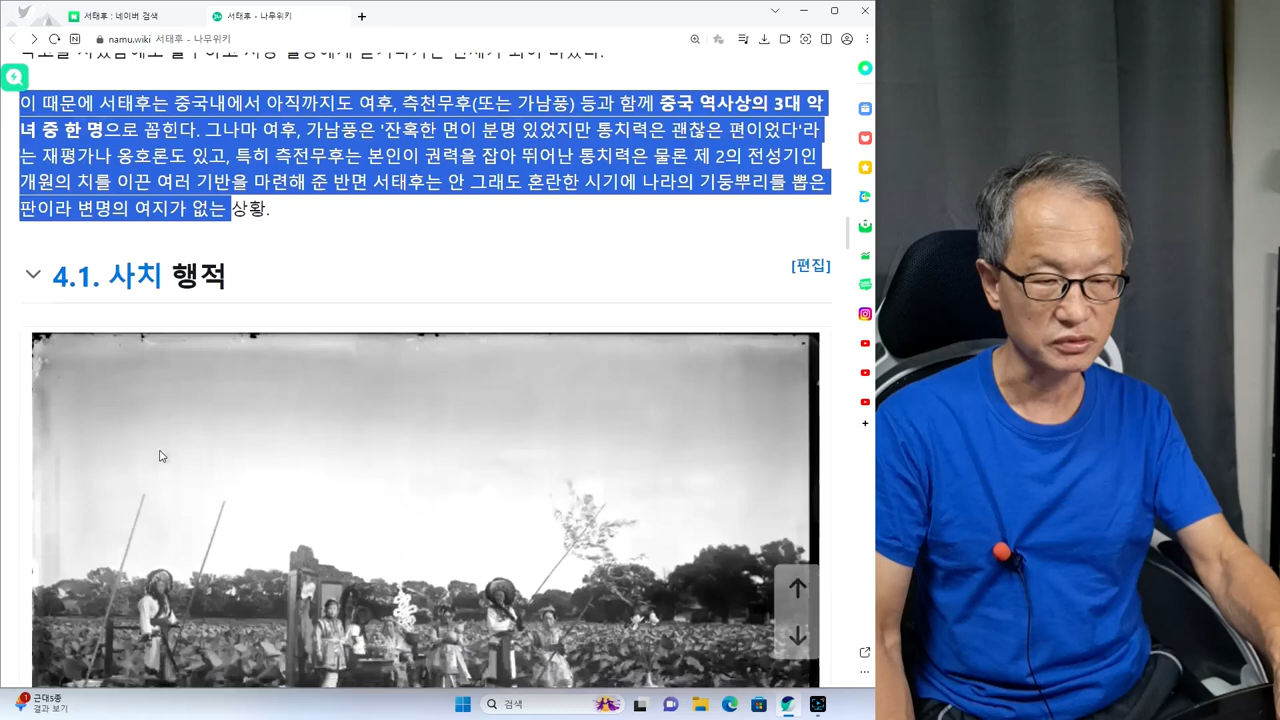 서태후 : 네이버 검색
서태후 - 나무위키
namu.wiki 서태후 - 나무위키
이 때문에 서태후는 중국내에서 아직까지도 여후, 측천무후(또는 가남풍) 등과 함께 중국 역사상의 3대 악
녀 중 한 명으로 꼽힌다. 그나마 여후, 가남풍은 '잔혹한 면이 분명 있었지만 통치력은 괜찮은 편이었다'라
는 재평가나 옹호론도 있고, 특히 측전무후는 본인이 권력을 잡아 뛰어난 통치력은 물론 제 2의 전성기인
개원의 치를 이끈 여러 기반을 마련해 준 반면 서태후는 안 그래도 혼란한 시기에 나라의 기둥뿌리를 뽑은
판이라 변명의 여지가 없는 상황.
4.1. 사치 행적
[편집]
근대5종
결과 보기
검색